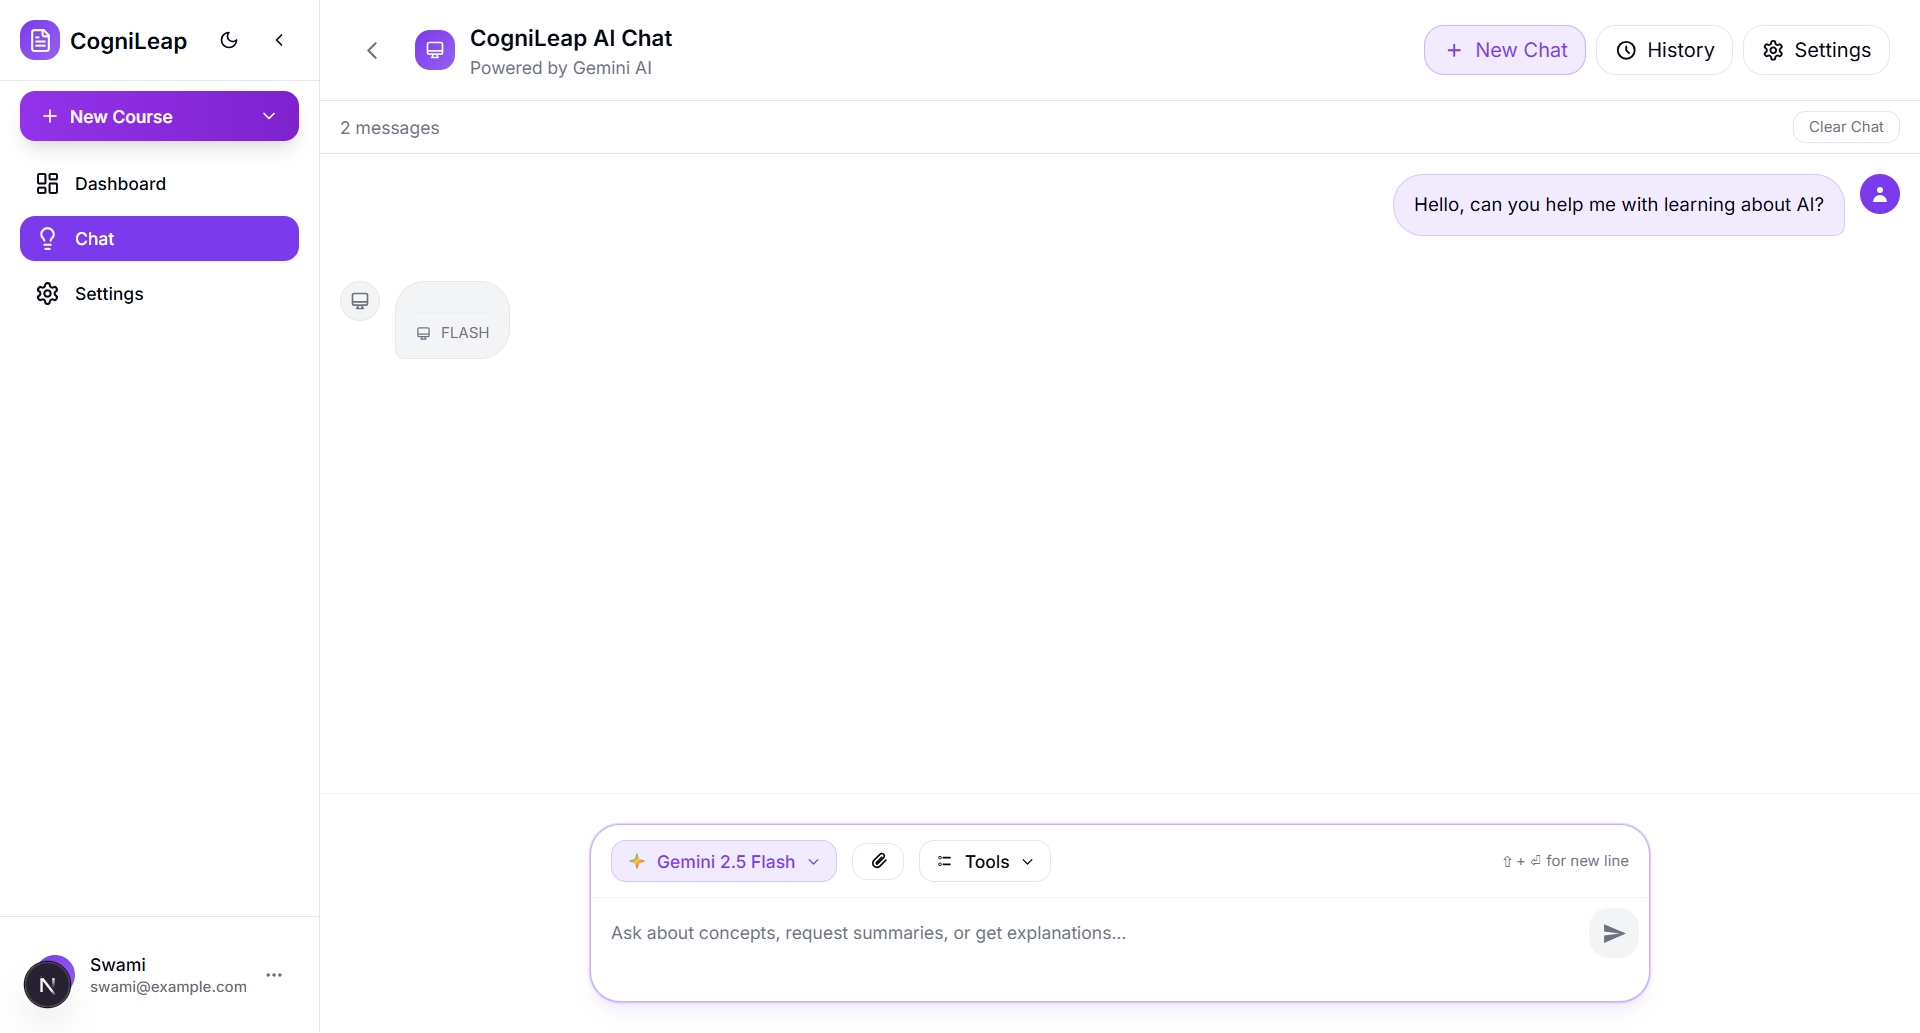 CogniLeap
New Course
Dashboard
Chat
Settings
CogniLeap AI Chat
Powered by Gemini AI
New Chat
History
Settings
2 messages
Clear Chat
Hello, can you help me with learning about AI?
FLASH
Gemini 2.5 Flash
Tools
⇧ + ⏎ for new line
Ask about concepts, request summaries, or get explanations...
N
Swami
swami@example.com